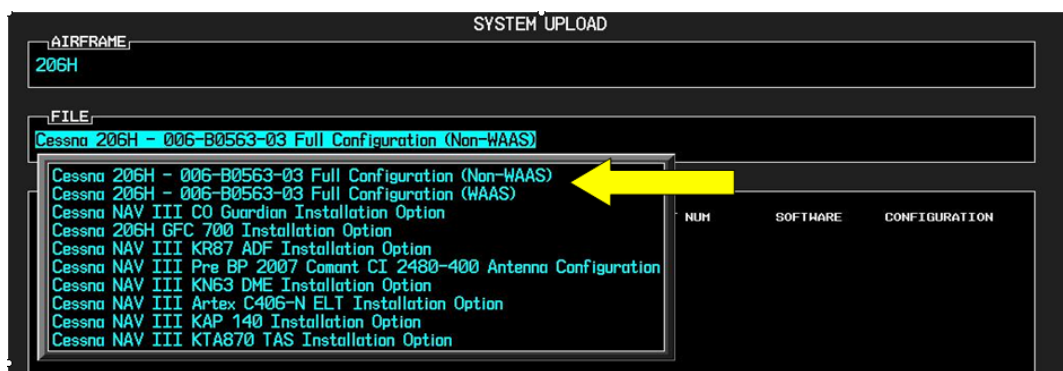 SYSTEM UPLOAD
AIRFRAME
206H
FILE
Cessna 206H - 006-B0563-03 Full Configuration (Non-WAAS)
Cessna 206H - 006-B0563-03 Full Configuration (Non-WAAS)
Cessna 206H - 006-B0563-03 Full Configuration (WAAS)
Cessna NAV III CO Guardian Installation Option
Cessna 206H GFC 700 Installation Option
Cessna NAV III KR87 ADF Installation Option
Cessna NAV III Pre BP 2007 Comant CI 2480-400 Antenna Configuration
Cessna NAV III KN63 DME Installation Option
Cessna NAV III Artex C406-N ELT Installation Option
Cessna NAV III KAP 140 Installation Option
Cessna NAV III KTA870 TAS Installation Option
NUM SOFTWARE CONFIGURATION